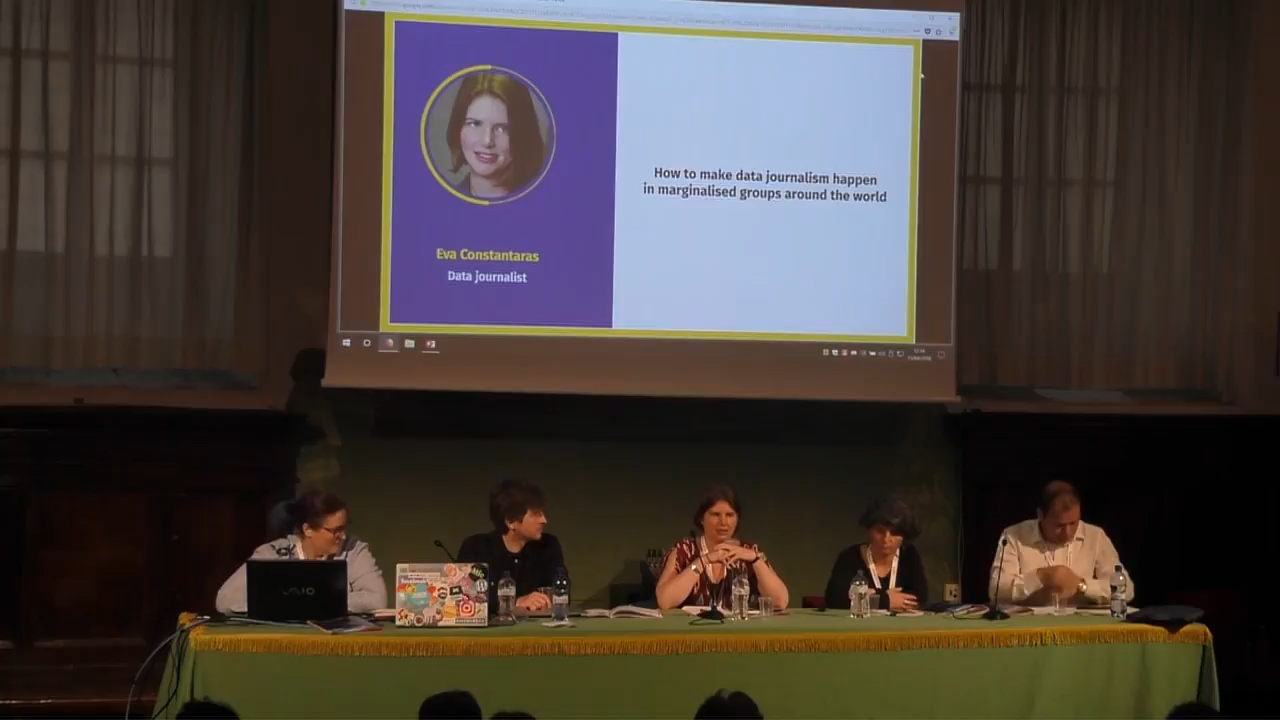 How to make data journalism happen
in marginalised groups around the world
Eva Constantaras
Data journalist
VAIO